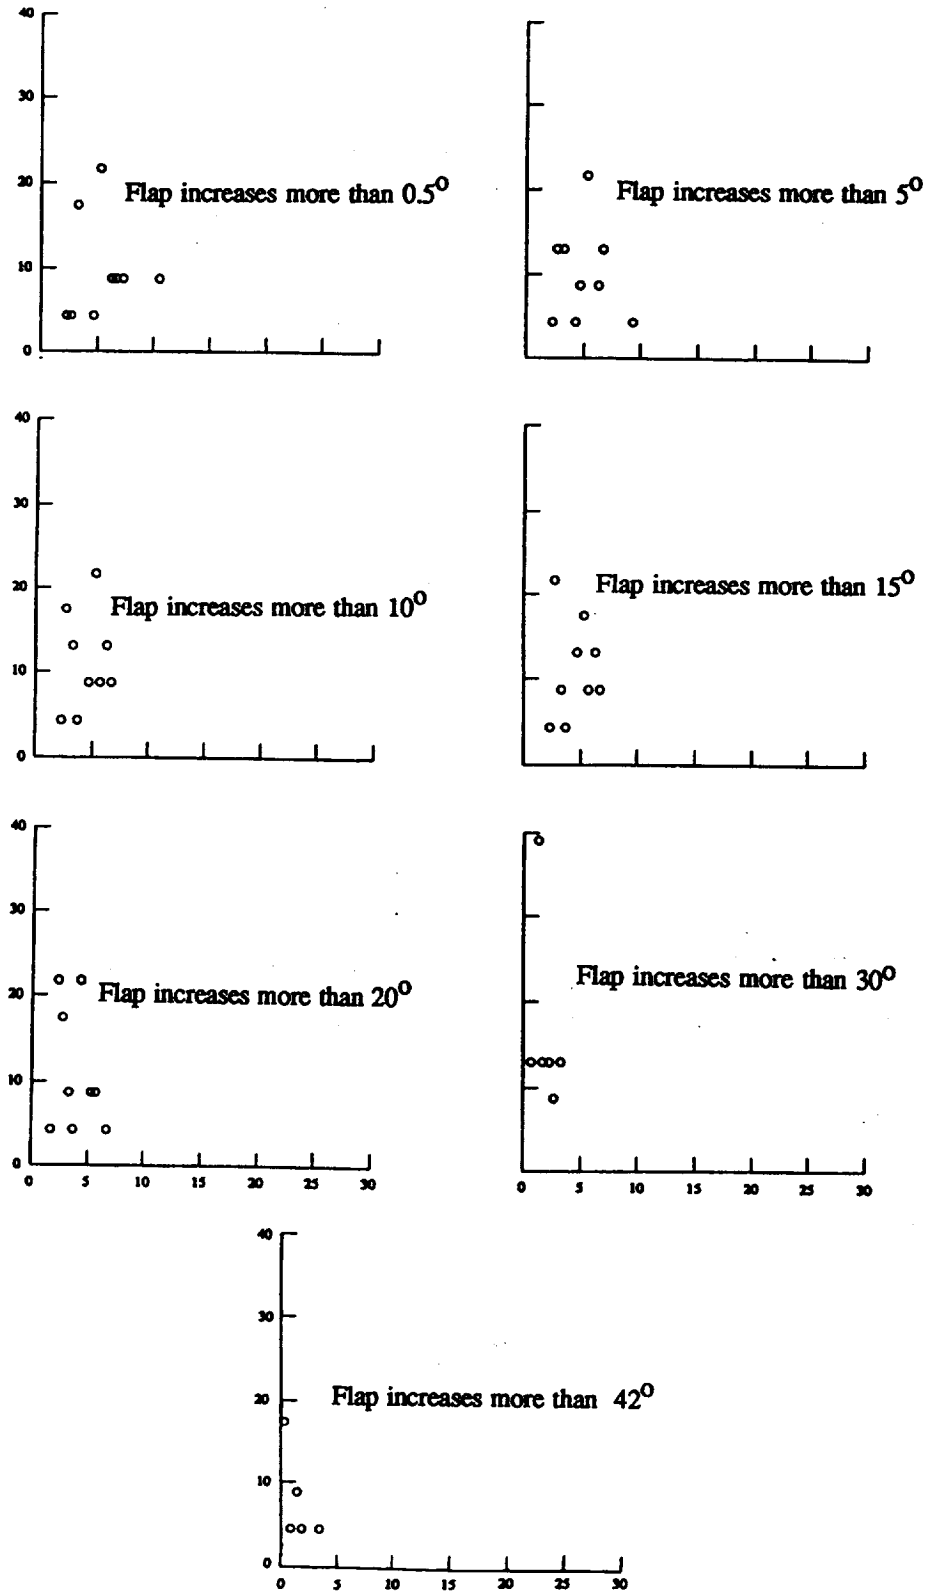 40
30
20
10
0
Flap increases more than 0.5°
Flap increases more than 5°
40
30
20
10
0
Flap increases more than 10°
Flap increases more than 15°
40
30
20
10
0
0 5 10 15 20 25 30
Flap increases more than 20°
Flap increases more than 30°
0 5 10 15 20 25 30
40
30
20
10
0
0 5 10 15 20 25 30
Flap increases more than 42°